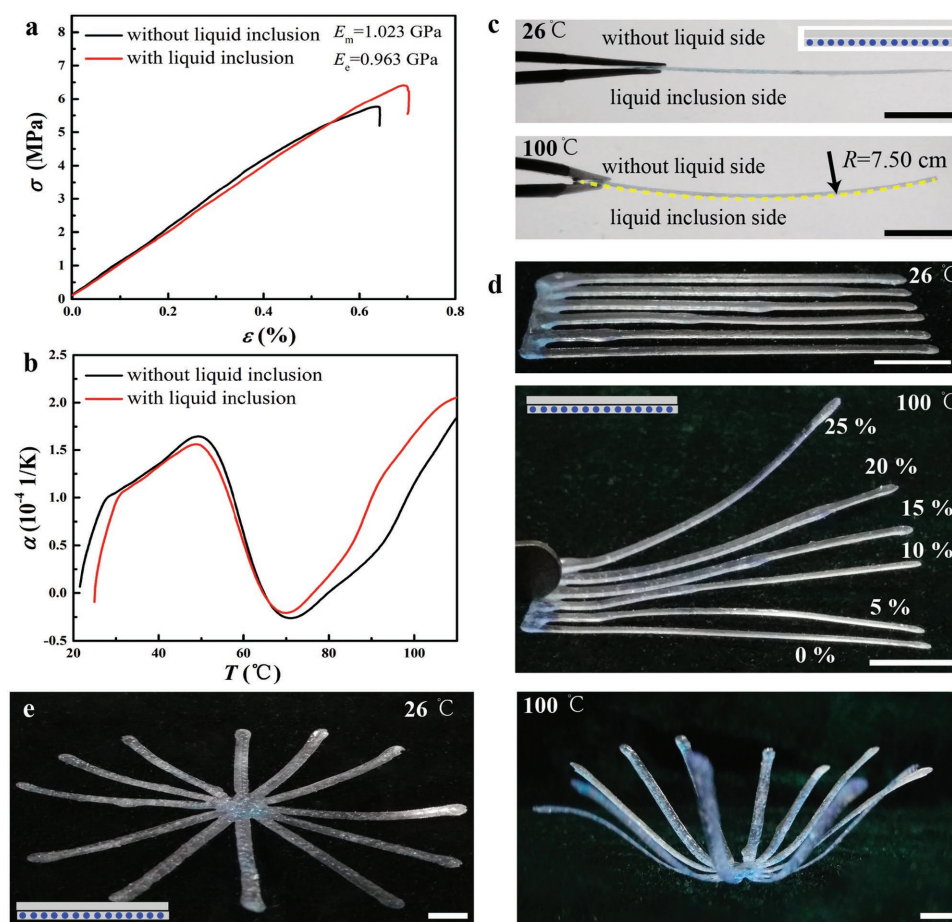 a
σ (MPa)
8
7
6
5
4
3
2
1
0
without liquid inclusion
with liquid inclusion
Eₘ=1.023 GPa
Eₑ=0.963 GPa
0.0 0.2 0.4 0.6 0.8
ε (%)
b
α (10⁻⁴ 1/K)
2.5
2.0
1.5
1.0
0.5
0.0
-0.5
without liquid inclusion
with liquid inclusion
20 40 60 80 100
T (℃)
c
26 ℃
without liquid side
liquid inclusion side
100 ℃
without liquid side
R=7.50 cm
liquid inclusion side
d
26 ℃
100 ℃
25 %
20 %
15 %
10 %
5 %
0 %
e
26 ℃
100 ℃